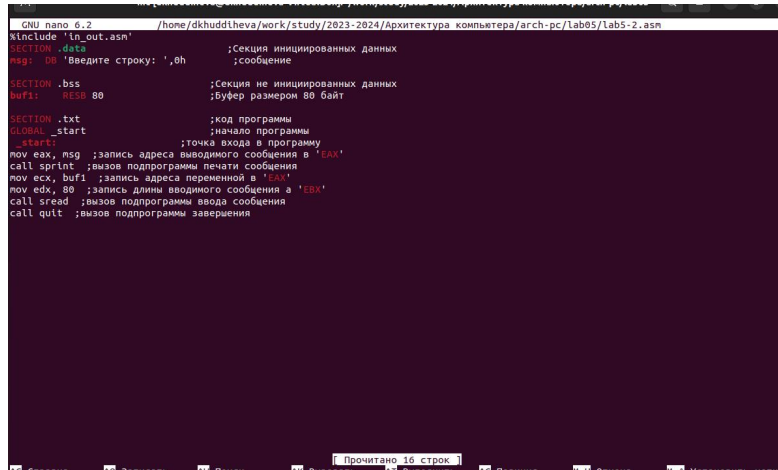 GNU nano 6.2 /home/dkhuddiheva/work/study/2023-2024/Архитектура компьютера/arch-pc/lab05/lab5-2.asm
%include 'in_out.asm'
SECTION .data ;Секция инициированных данных
msg: DB 'Введите строку: ',0h ;сообщение
SECTION .bss ;Секция не инициированных данных
buf1: RESB 80 ;Буфер размером 80 байт
SECTION .txt ;код программы
GLOBAL _start ;начало программы
_start: ;точка входа в программу
mov eax, msg ;запись адреса выводимого сообщения в 'EAX'
call sprint ;вызов подпрограммы печати сообщения
mov ecx, buf1 ;запись адреса переменной в 'EAX'
mov edx, 80 ;запись длины вводимого сообщения а 'EBX'
call sread ;вызов подпрограммы ввода сообщения
call quit ;вызов подпрограммы завершения
[ Прочитано 16 строк ]